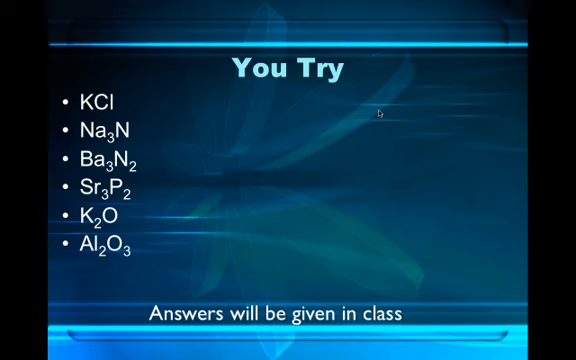 You Try
• KCl
• Na₃N
• Ba₃N₂
• Sr₃P₂
• K₂O
• Al₂O₃
Answers will be given in class